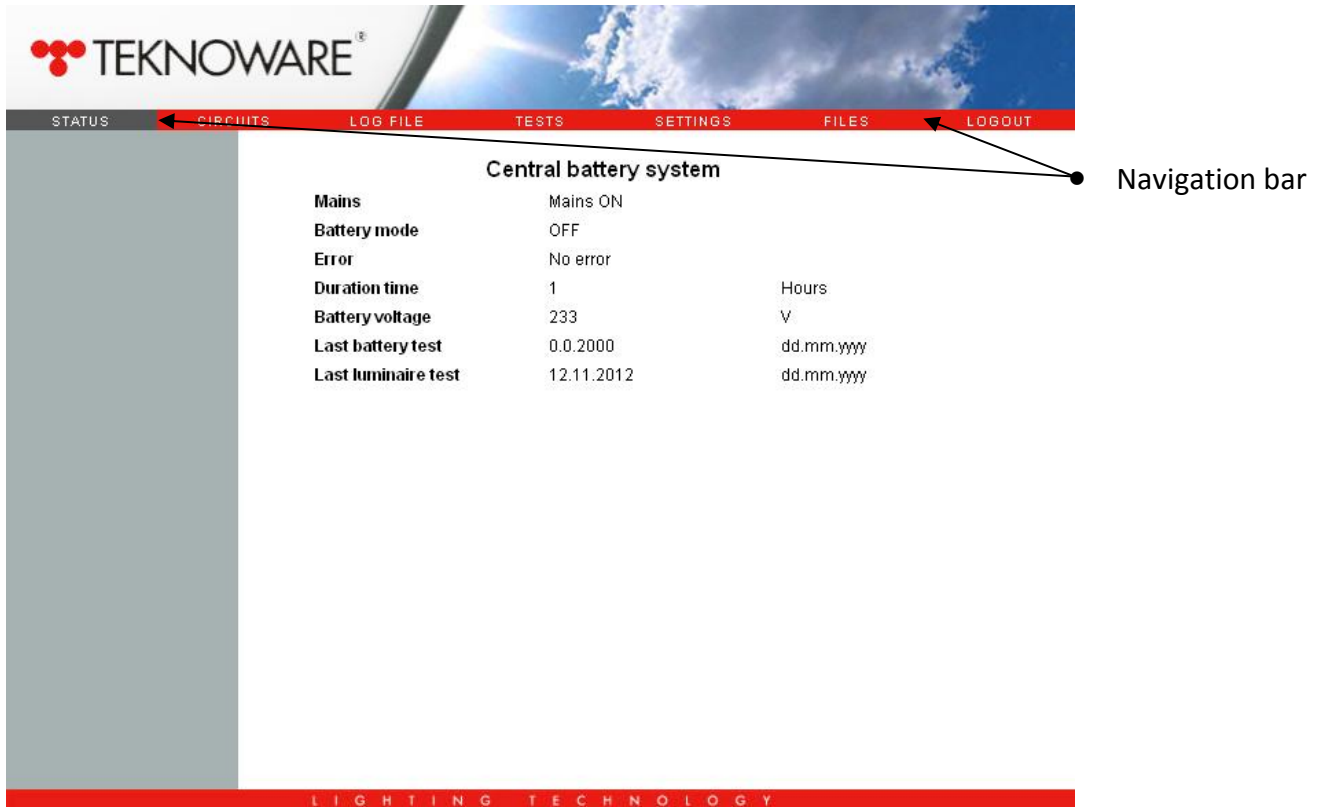 TEKNOWARE®
STATUS CIRCUITS LOG FILE TESTS SETTINGS FILES LOGOUT
Central battery system
Navigation bar
Mains Mains ON
Battery mode OFF
Error No error
Duration time 1 Hours
Battery voltage 233 V
Last battery test 0.0.2000 dd.mm.yyyy
Last luminaire test 12.11.2012 dd.mm.yyyy
LIGHTING TECHNOLOGY